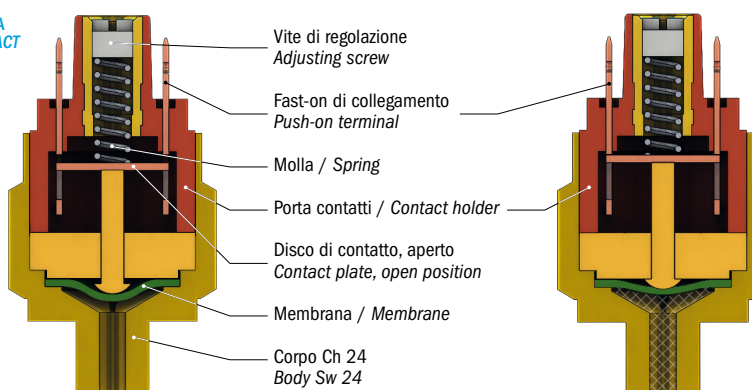 A
ACT
Vite di regolazione
Adjusting screw
Fast-on di collegamento
Push-on terminal
Molla / Spring
Porta contatti / Contact holder
Disco di contatto, aperto
Contact plate, open position
Membrana / Membrane
Corpo Ch 24
Body Sw 24